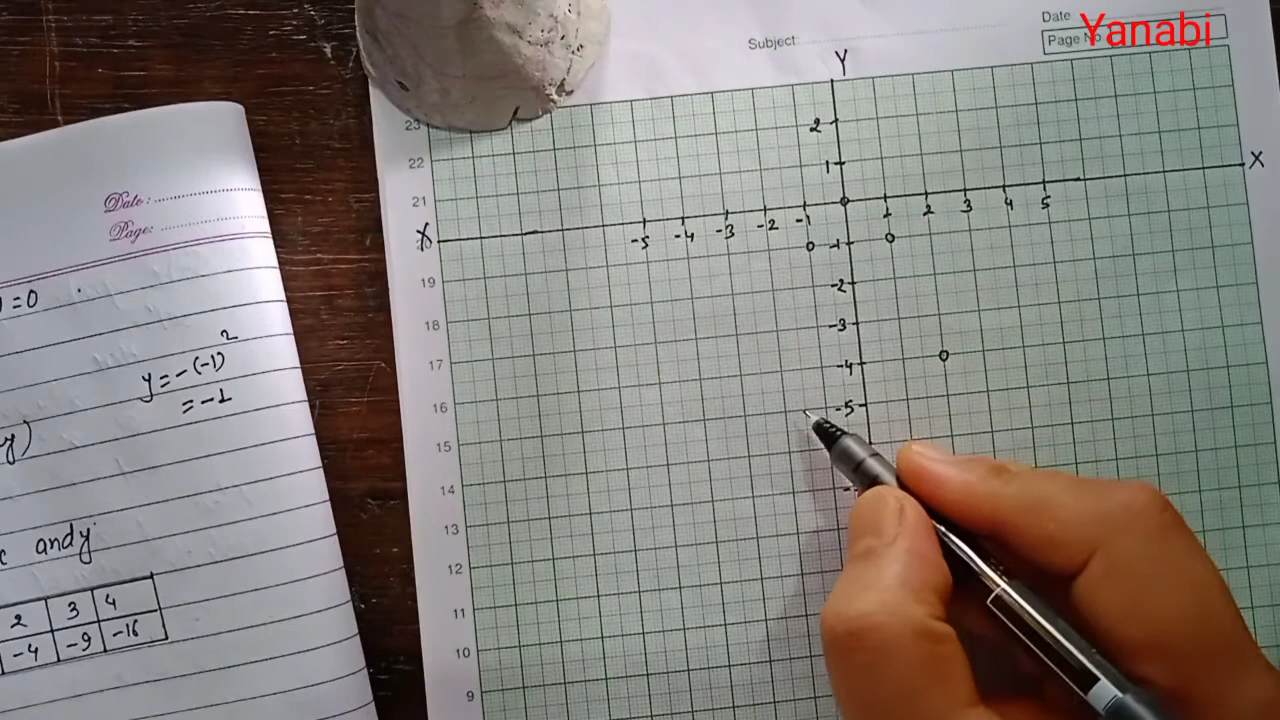 Yanabi
Date
Page No
Subject:
Y
X
X
2
1
-5 -4 -3 -2 -1 1 2 3 4 5
-1
-2
-3
-4
-5
23
22
21
19
18
17
16
15
14
13
12
11
10
9
Date:
Page:
=0
y = -(-1)²
= -1
y)
andy
2 3 4
-4 -9 -16